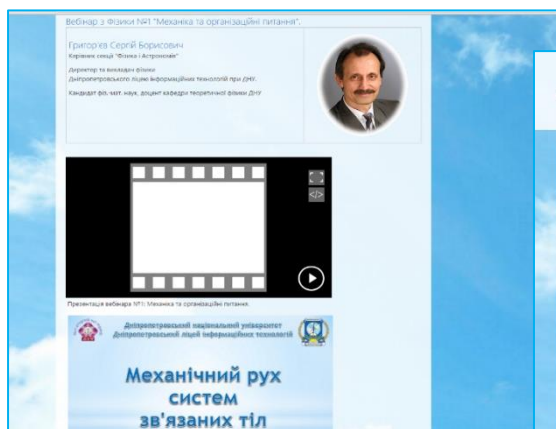 Вебінар з Фізики №1 "Механіка та організаційні питання".
Григор'єв Сергій Борисович
Керівник секції "Фізика і Астрономія"
Директор та викладач фізики
Дніпропетровського ліцею інформаційних технологій при ДНУ.
Кандидат фіз.-мат. наук, доцент кафедри теоретичної фізики ДНУ
</>
Презентація вебінара №1: Механіка та організаційні питання.
Дніпропетровський національний університет
Дніпропетровський ліцей інформаційних технологій
Механічний рух
систем
зв'язаних тіл